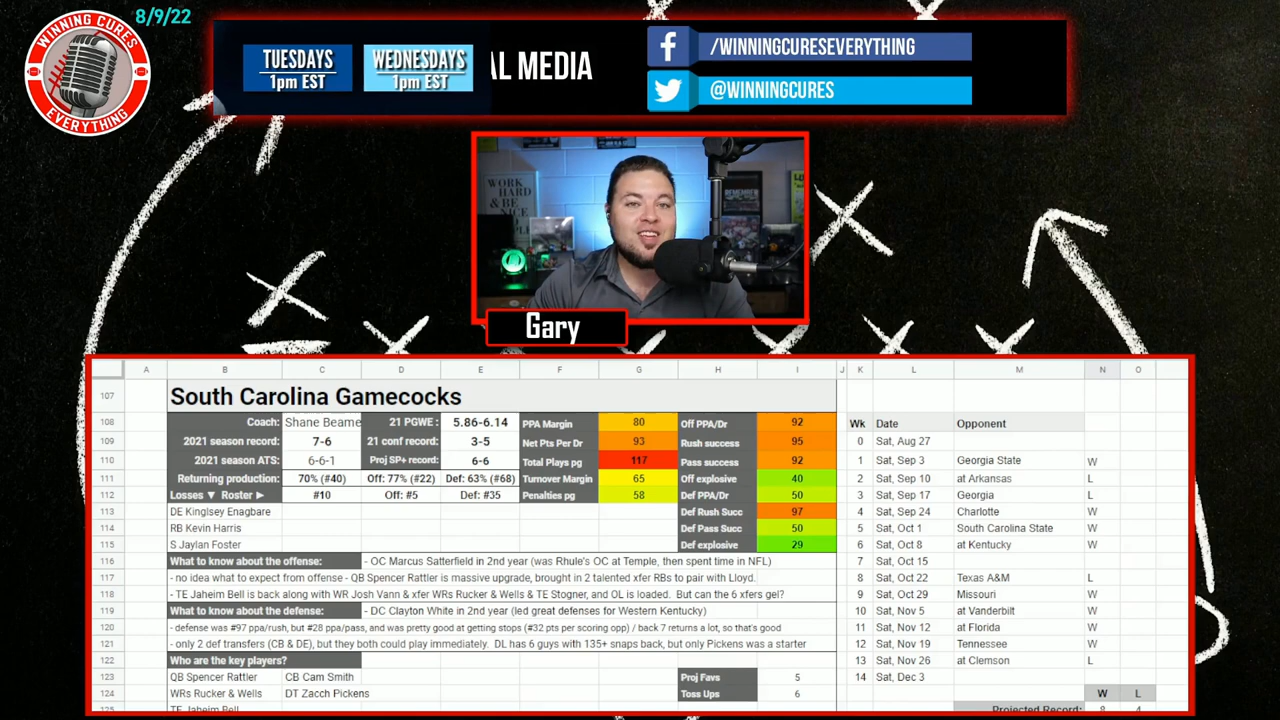 8/9/22
WINNING CURES
EVERYTHING
TUESDAYS
1pm EST
WEDNESDAYS
1pm EST
AL MEDIA
/WINNINGCURESEVERYTHING
@WINNINGCURES
WORK
HARD
& BE
NICE
Gary
A B C D E F G H I J K L M N O
107 South Carolina Gamecocks
108 Coach: Shane Beame 21 PGWE : 5.86-6.14 PPA Margin 80 Off PPA/Dr 92 Wk Date Opponent
109 2021 season record: 7-6 21 conf record: 3-5 Net Pts Per Dr 93 Rush success 95 0 Sat, Aug 27
110 2021 season ATS: 6-6-1 Proj SP+ record: 6-6 Total Plays pg 117 Pass success 92 1 Sat, Sep 3 Georgia State W
111 Returning production: 70% (#40) Off: 77% (#22) Def: 63% (#68) Turnover Margin 65 Off explosive 40 2 Sat, Sep 10 at Arkansas L
112 Losses ▼ Roster ► #10 Off: #5 Def: #35 Penalties pg 58 Def PPA/Dr 50 3 Sat, Sep 17 Georgia L
113 DE Kinglsey Enagbare Def Rush Succ 97 4 Sat, Sep 24 Charlotte W
114 RB Kevin Harris Def Pass Succ 50 5 Sat, Oct 1 South Carolina State W
115 S Jaylan Foster Def explosive 29 6 Sat, Oct 8 at Kentucky W
116 What to know about the offense: - OC Marcus Satterfield in 2nd year (was Rhule's OC at Temple, then spent time in NFL) 7 Sat, Oct 15
117 - no idea what to expect from offense - QB Spencer Rattler is massive upgrade, brought in 2 talented xfer RBs to pair with Lloyd. 8 Sat, Oct 22 Texas A&M L
118 - TE Jaheim Bell is back along with WR Josh Vann & xfer WRs Rucker & Wells & TE Stogner, and OL is loaded. But can the 6 xfers gel? 9 Sat, Oct 29 Missouri W
119 What to know about the defense: - DC Clayton White in 2nd year (led great defenses for Western Kentucky) 10 Sat, Nov 5 at Vanderbilt W
120 - defense was #97 ppa/rush, but #28 ppa/pass, and was pretty good at getting stops (#32 pts per scoring opp) / back 7 returns a lot, so that's good 11 Sat, Nov 12 at Florida W
121 - only 2 def transfers (CB & DE), but they both could play immediately. DL has 6 guys with 135+ snaps back, but only Pickens was a starter 12 Sat, Nov 19 Tennessee W
122 Who are the key players? 13 Sat, Nov 26 at Clemson L
123 QB Spencer Rattler CB Cam Smith Proj Favs 5 14 Sat, Dec 3
124 WRs Rucker & Wells DT Zacch Pickens Toss Ups 6 W L
125 TE Jaheim Bell Projected Record: 8 4